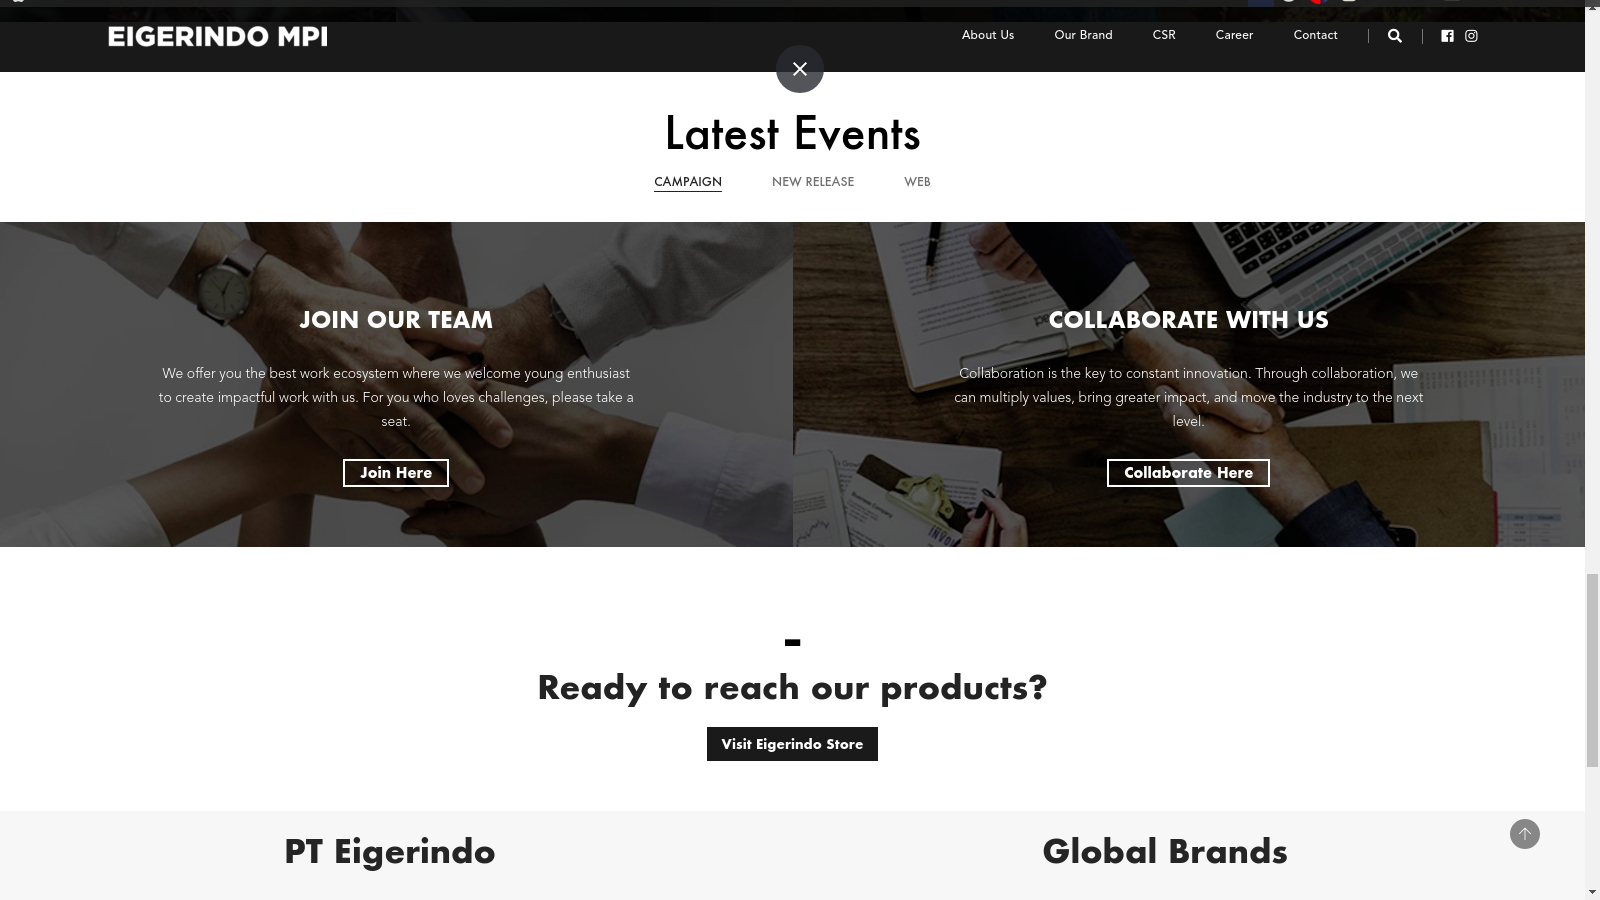 EIGERINDO MPI
About Us
Our Brand
CSR
Career
Contact
Latest Events
CAMPAIGN
NEW RELEASE
WEB
JOIN OUR TEAM
We offer you the best work ecosystem where we welcome young enthusiast
to create impactful work with us. For you who loves challenges, please take a
seat.
Join Here
COLLABORATE WITH US
Collaboration is the key to constant innovation. Through collaboration, we
can multiply values, bring greater impact, and move the industry to the next
level.
Collaborate Here
-
Ready to reach our products?
Visit Eigerindo Store
PT Eigerindo
Global Brands